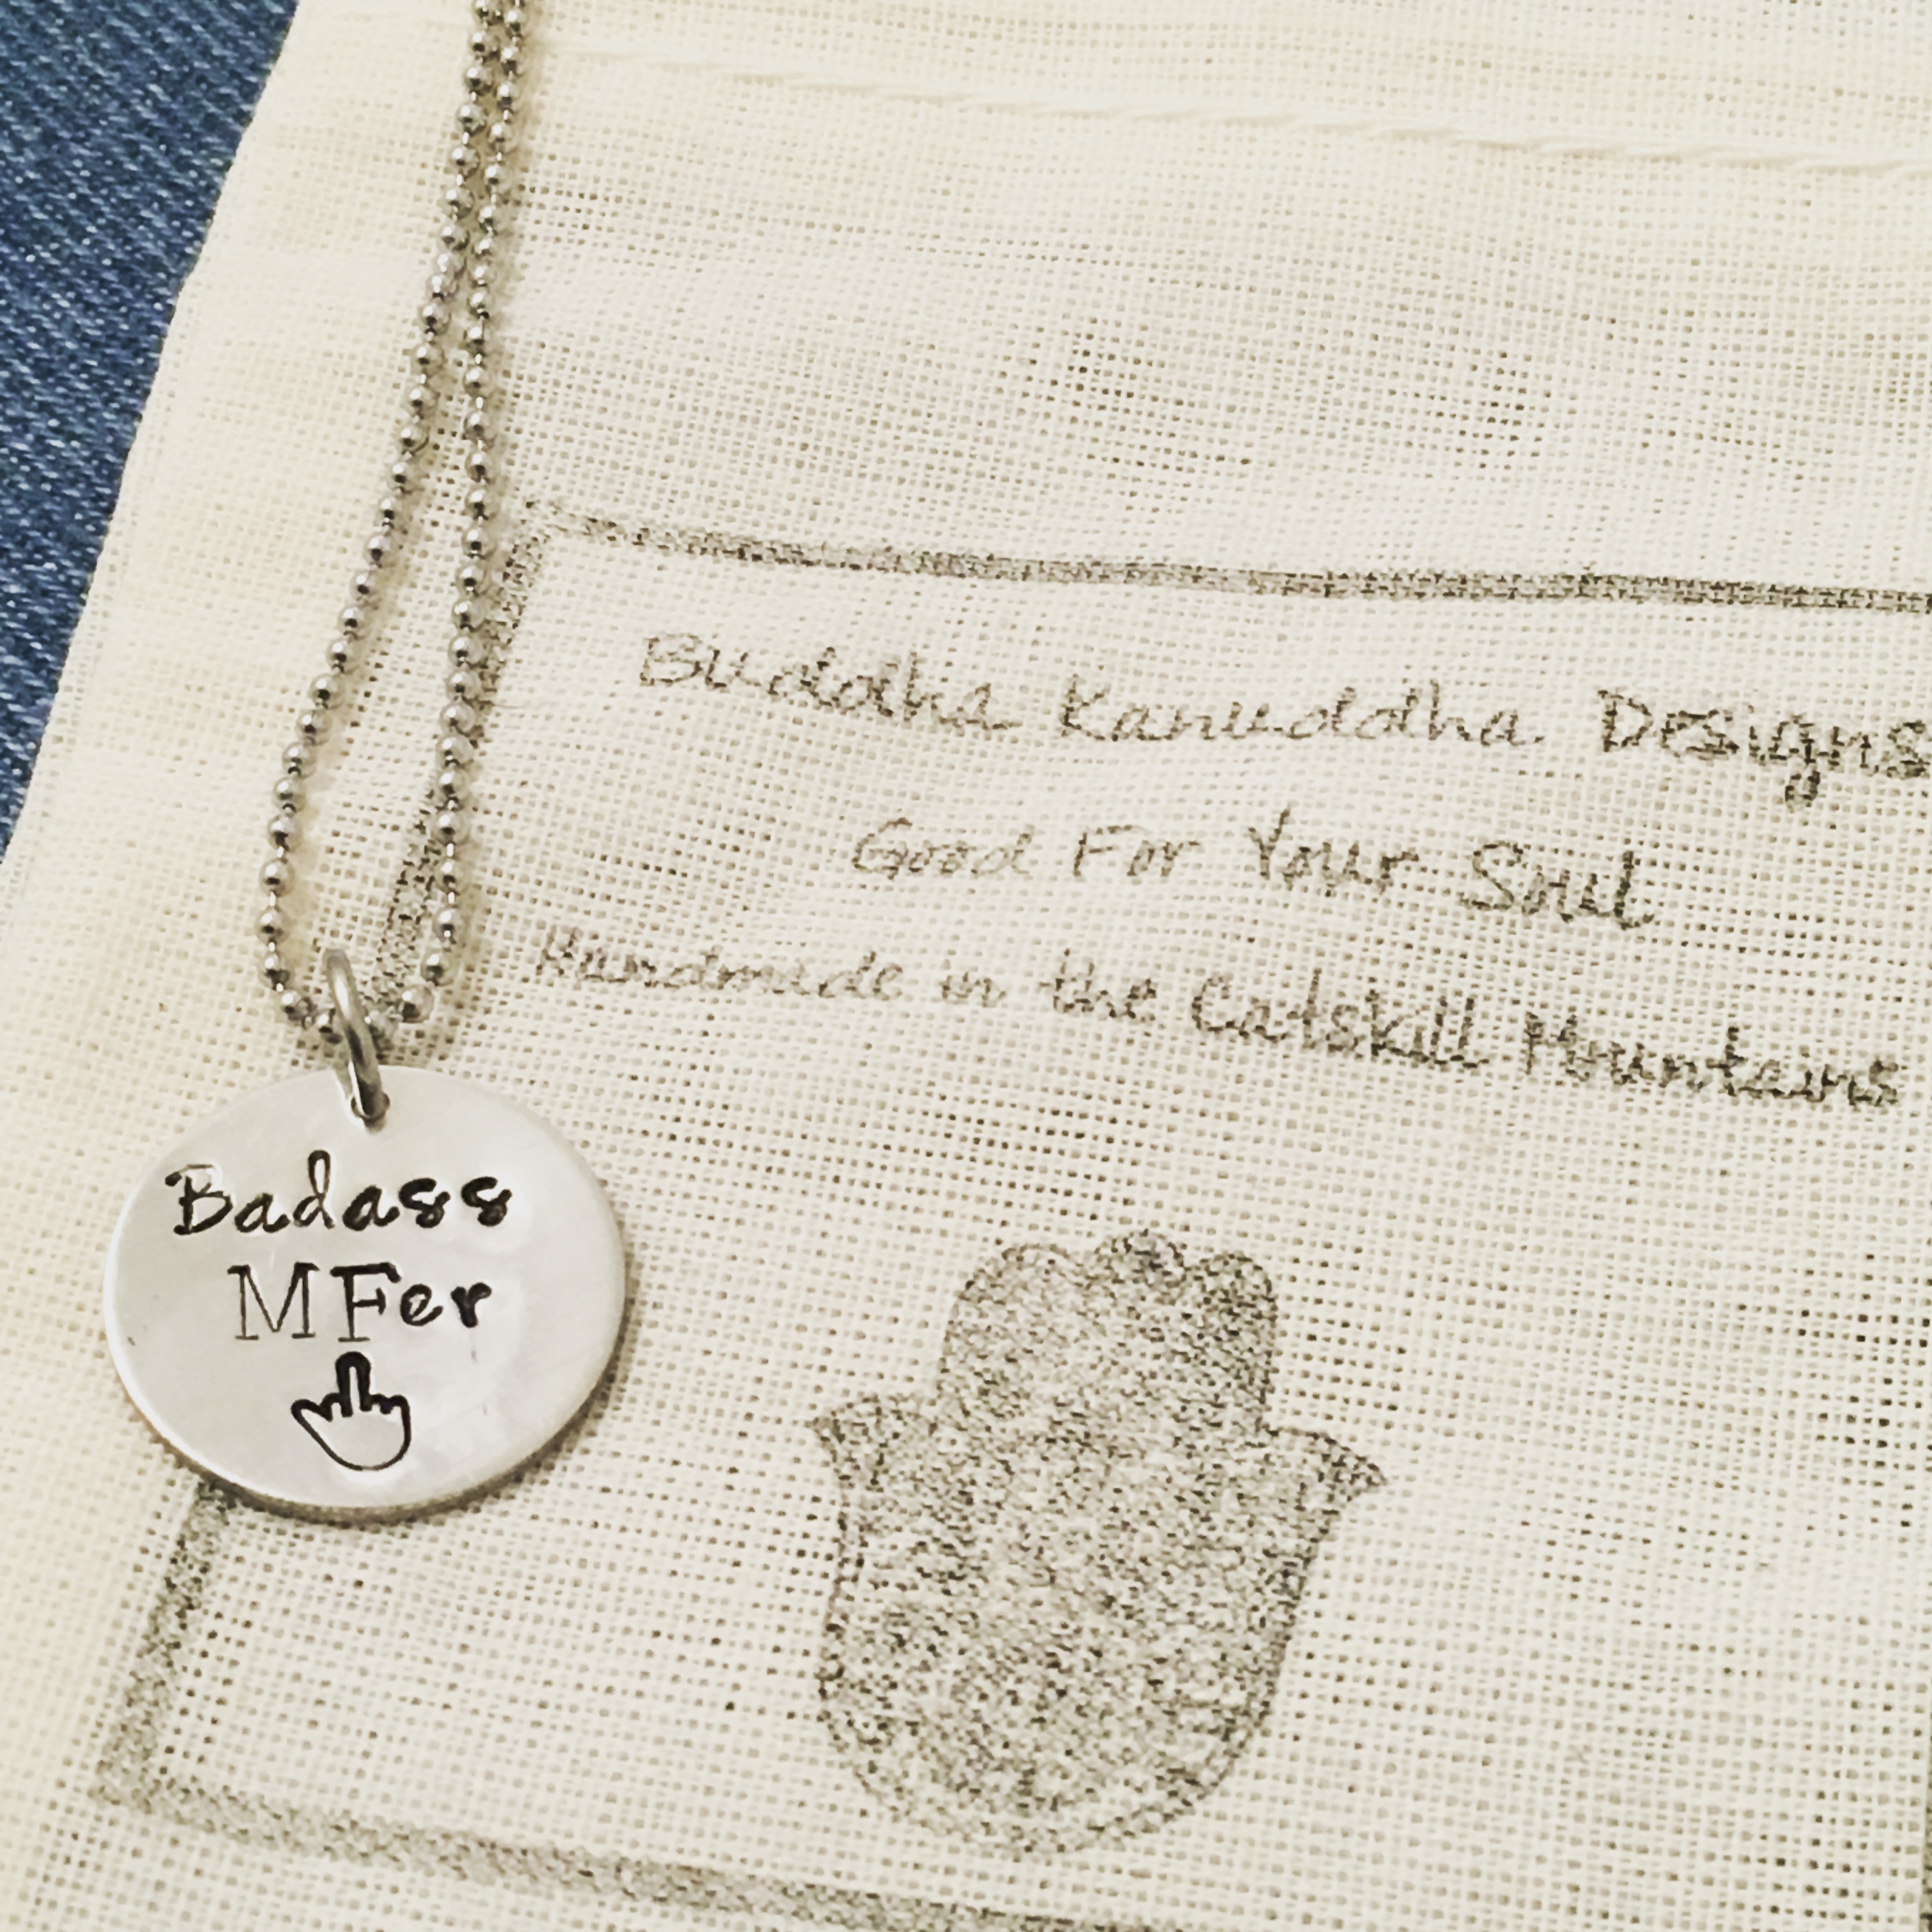 Buddha Kanuddha Designs
Good For Your Soul
Handmade in the Catskill Mountains
Badass
MFer